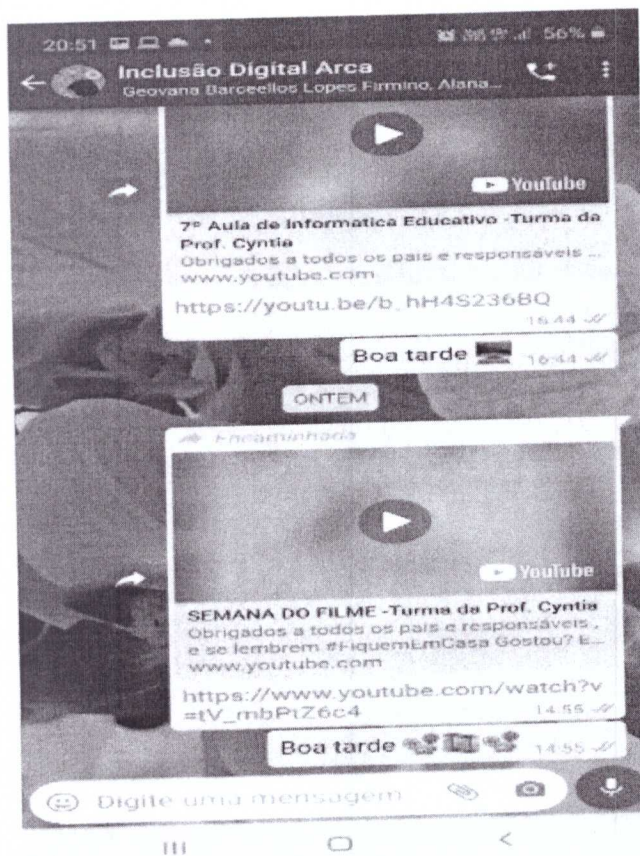 20:51 56%
Inclusão Digital Arca
Geovana Barceellos Lopes Firmino, Alana...
YouTube
7º Aula de Informatica Educativo -Turma da
Prof. Cyntia
Obrigados a todos os pais e responsáveis ...
www.youtube.com
https://youtu.be/b_hH4S236BQ
16:44
Boa tarde 16:44
ONTEM
Encaminhada
YouTube
SEMANA DO FILME -Turma da Prof. Cyntia
Obrigados a todos os pais e responsáveis ,
e se lembrem #FiquemEmCasa Gostou? E...
www.youtube.com
https://www.youtube.com/watch?v
=tV_mbPtZ6c4 14:55
Boa tarde 14:55
Digite uma mensagem